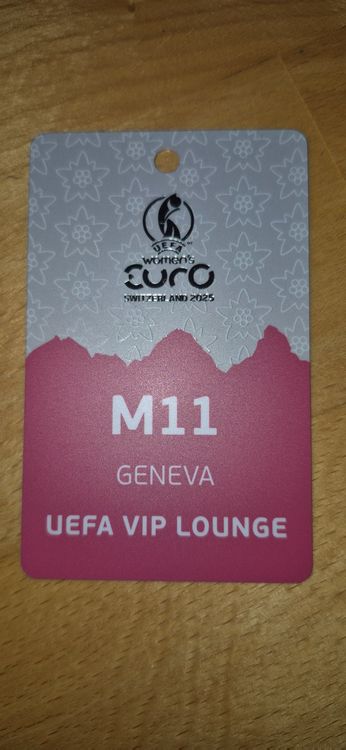 UEFA
women's
EURO
SWITZERLAND 2025
M11
GENEVA
UEFA VIP LOUNGE